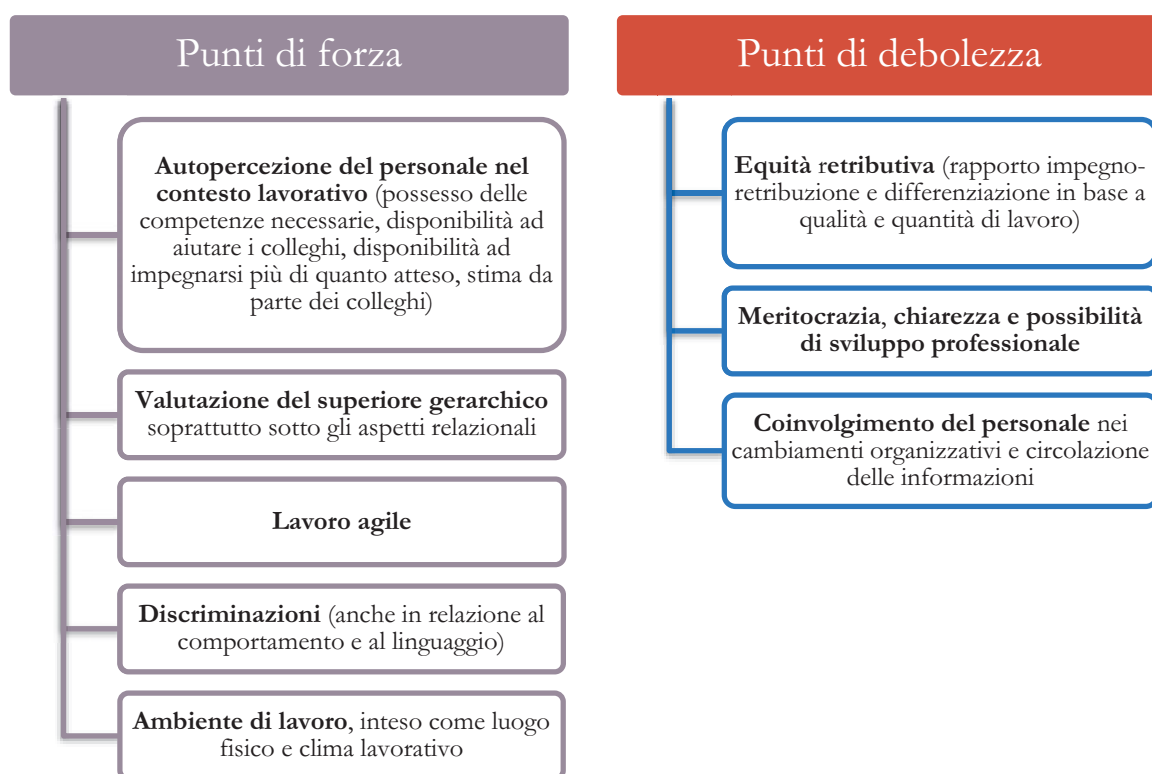 Punti di forza
Autopercezione del personale nel
contesto lavorativo (possesso delle
competenze necessarie, disponibilità ad
aiutare i colleghi, disponibilità ad
impegnarsi più di quanto atteso, stima da
parte dei colleghi)
Valutazione del superiore gerarchico
soprattutto sotto gli aspetti relazionali
Lavoro agile
Discriminazioni (anche in relazione al
comportamento e al linguaggio)
Ambiente di lavoro, inteso come luogo
fisico e clima lavorativo
Punti di debolezza
Equità retributiva (rapporto impegno-
retribuzione e differenziazione in base a
qualità e quantità di lavoro)
Meritocrazia, chiarezza e possibilità
di sviluppo professionale
Coinvolgimento del personale nei
cambiamenti organizzativi e circolazione
delle informazioni